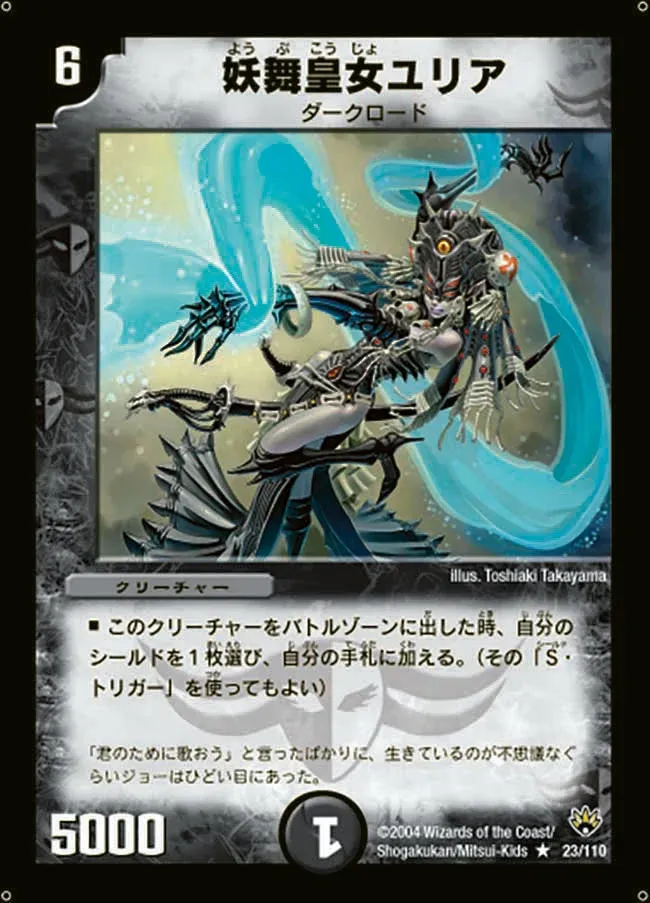 6
よう ぶ こう じょ
妖舞皇女ユリア
ダークロード
illus. Toshiaki Takayama
クリーチャー
■ このクリーチャーをバトルゾーンに出した時、自分の
シールドを1枚選び、自分の手札に加える。(その「S・
トリガー」を使ってもよい)
「君のために歌おう」と言ったばかりに、生きているのが不思議なぐ
らいジョーはひどい目にあった。
5000
1
©2004 Wizards of the Coast/
Shogakukan/Mitsui-Kids ★ 23/110